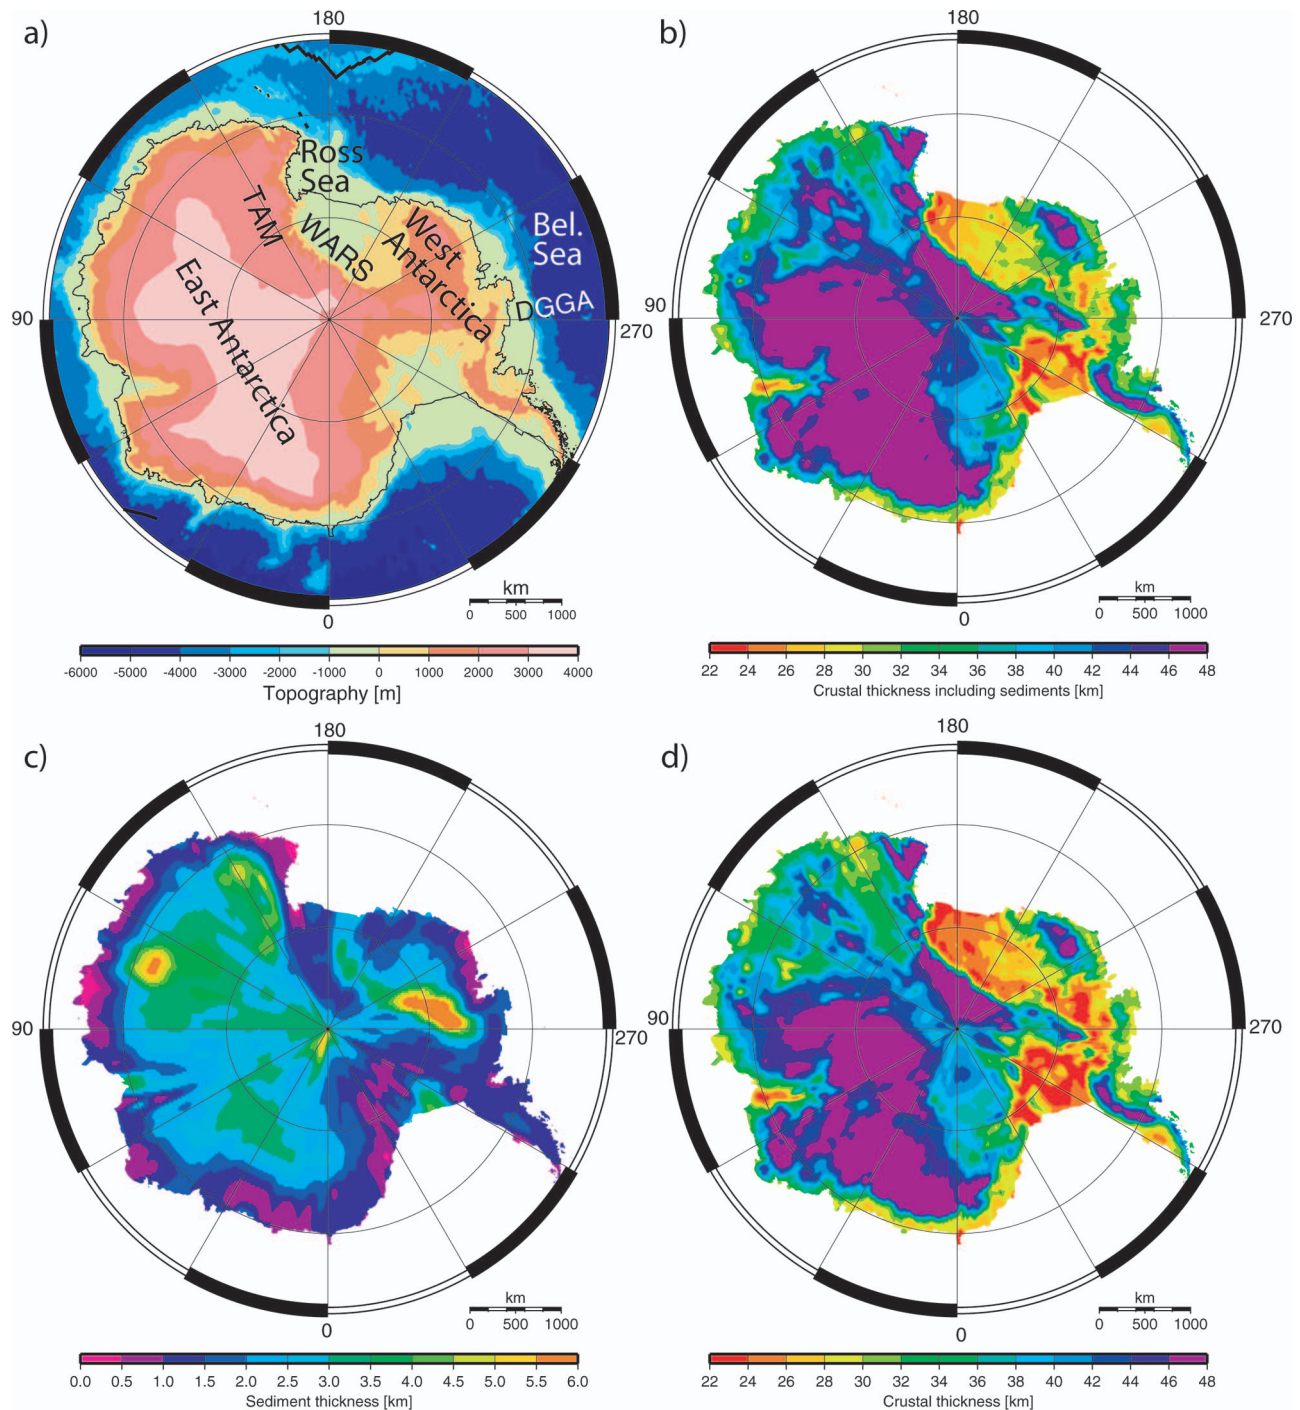 a)
180
Ross
Sea
TAM
WARS
West
Antarctica
Bel.
Sea
East Antarctica
DGGA
90
270
km
0 500 1000
0
-6000 -5000 -4000 -3000 -2000 -1000 0 1000 2000 3000 4000
Topography [m]
b)
180
90
270
km
0 500 1000
0
22 24 26 28 30 32 34 36 38 40 42 44 46 48
Crustal thickness including sediments [km]
c)
180
90
270
km
0 500 1000
0
0.0 0.5 1.0 1.5 2.0 2.5 3.0 3.5 4.0 4.5 5.0 5.5 6.0
Sediment thickness [km]
d)
180
90
270
km
0 500 1000
0
22 24 26 28 30 32 34 36 38 40 42 44 46 48
Crustal thickness [km]